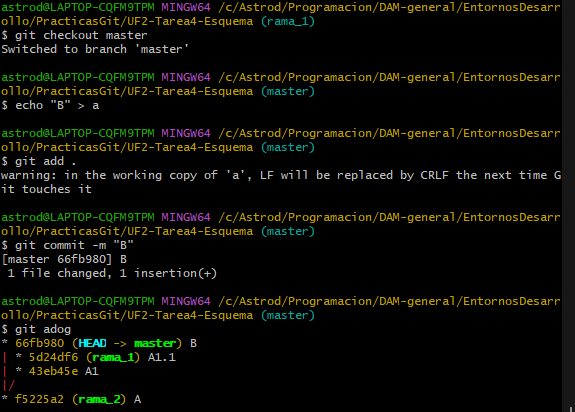 astrod@LAPTOP-CQFM9TPM MINGW64 /c/Astrod/Programacion/DAM-general/EntornosDesarr
ollo/PracticasGit/UF2-Tarea4-Esquema (rama_1)
$ git checkout master
Switched to branch 'master'
astrod@LAPTOP-CQFM9TPM MINGW64 /c/Astrod/Programacion/DAM-general/EntornosDesarr
ollo/PracticasGit/UF2-Tarea4-Esquema (master)
$ echo "B" > a
astrod@LAPTOP-CQFM9TPM MINGW64 /c/Astrod/Programacion/DAM-general/EntornosDesarr
ollo/PracticasGit/UF2-Tarea4-Esquema (master)
$ git add .
warning: in the working copy of 'a', LF will be replaced by CRLF the next time G
it touches it
astrod@LAPTOP-CQFM9TPM MINGW64 /c/Astrod/Programacion/DAM-general/EntornosDesarr
ollo/PracticasGit/UF2-Tarea4-Esquema (master)
$ git commit -m "B"
[master 66fb980] B
 1 file changed, 1 insertion(+)
astrod@LAPTOP-CQFM9TPM MINGW64 /c/Astrod/Programacion/DAM-general/EntornosDesarr
ollo/PracticasGit/UF2-Tarea4-Esquema (master)
$ git adog
* 66fb980 (HEAD -> master) B
| * 5d24df6 (rama_1) A1.1
| * 43eb45e A1
|/
* f5225a2 (rama_2) A